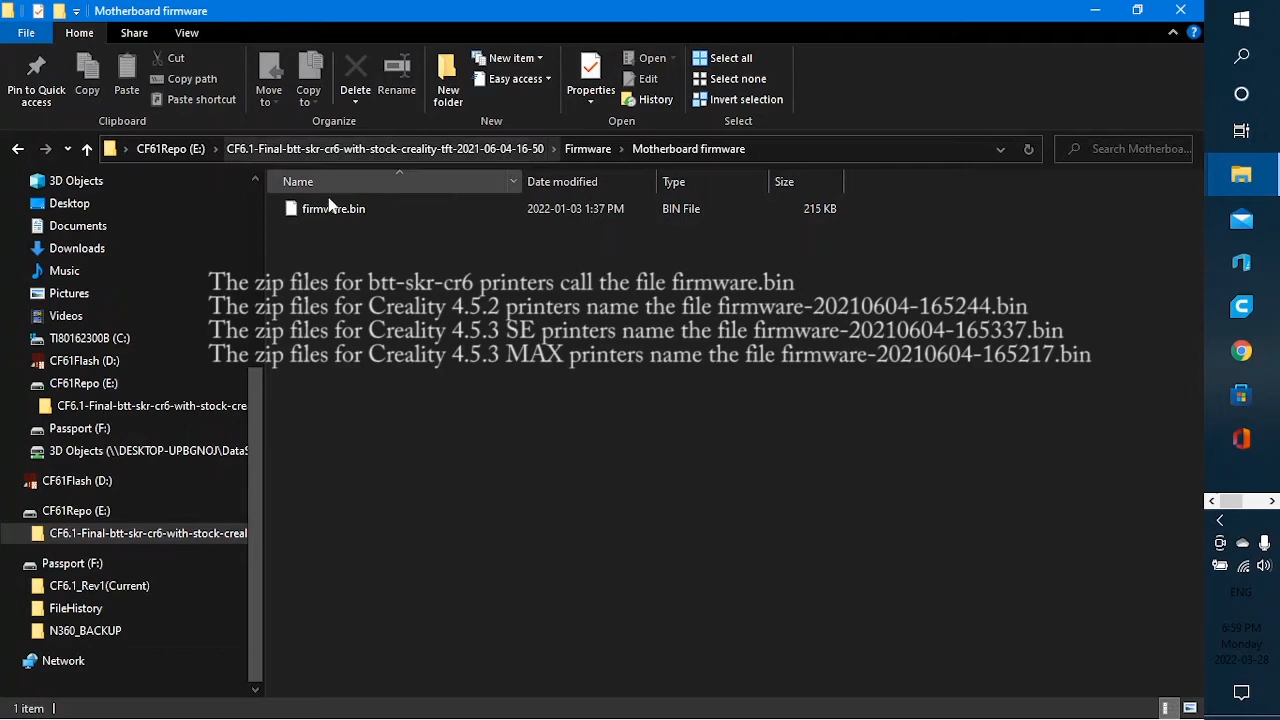 Motherboard firmware
File
Home
Share
View
Pin to Quick access
Copy
Paste
Cut
Copy path
Paste shortcut
Clipboard
Move to
Copy to
Delete
Rename
Organize
New folder
New item
Easy access
New
Properties
Open
Edit
History
Open
Select all
Select none
Invert selection
Select
CF61Repo (E:)
CF6.1-Final-btt-skr-cr6-with-stock-creality-tft-2021-06-04-16-50
Firmware
Motherboard firmware
Search Motherboa...
Name
Date modified
Type
Size
firmware.bin
2022-01-03 1:37 PM
BIN File
215 KB
The zip files for btt-skr-cr6 printers call the file firmware.bin
The zip files for Creality 4.5.2 printers name the file firmware-20210604-165244.bin
The zip files for Creality 4.5.3 SE printers name the file firmware-20210604-165337.bin
The zip files for Creality 4.5.3 MAX printers name the file firmware-20210604-165217.bin
3D Objects
Desktop
Documents
Downloads
Music
Pictures
Videos
TI80162300B (C:)
CF61Flash (D:)
CF61Repo (E:)
CF6.1-Final-btt-skr-cr6-with-stock-cre
Passport (F:)
3D Objects (\\DESKTOP-UPBGNOJ\DataS
CF61Flash (D:)
CF61Repo (E:)
CF6.1-Final-btt-skr-cr6-with-stock-creal
Passport (F:)
CF6.1_Rev1(Current)
FileHistory
N360_BACKUP
Network
1 item
ENG
6:59 PM
Monday
2022-03-28